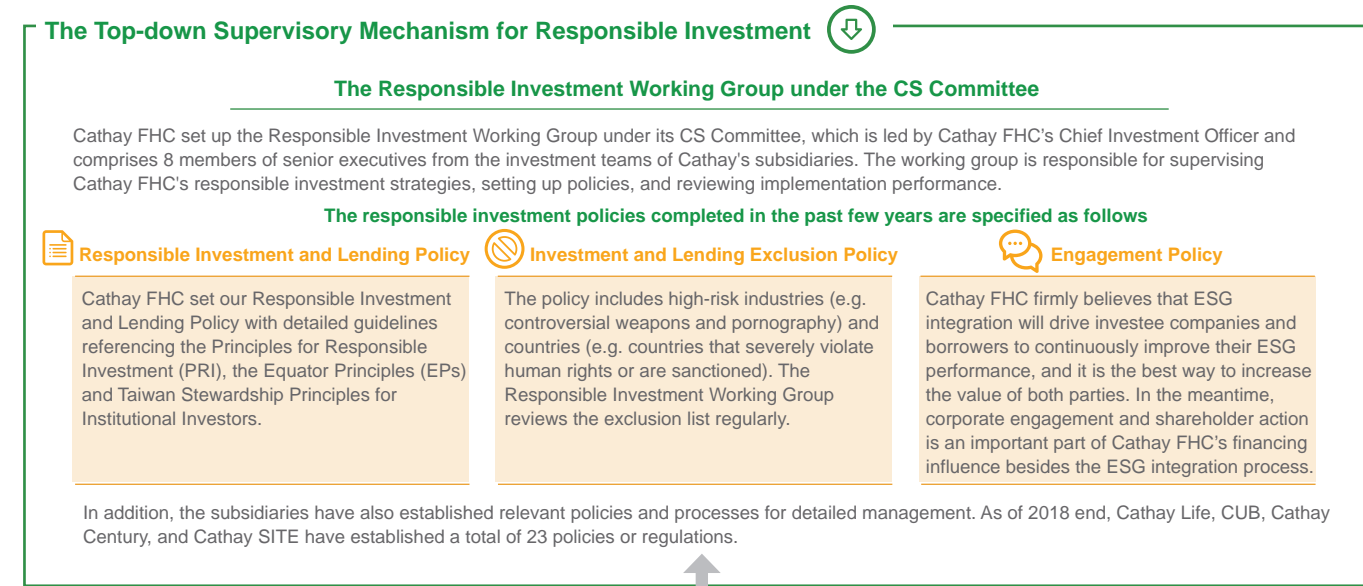 The Top-down Supervisory Mechanism for Responsible Investment
The Responsible Investment Working Group under the CS Committee
Cathay FHC set up the Responsible Investment Working Group under its CS Committee, which is led by Cathay FHC's Chief Investment Officer and
comprises 8 members of senior executives from the investment teams of Cathay's subsidiaries. The working group is responsible for supervising
Cathay FHC's responsible investment strategies, setting up policies, and reviewing implementation performance.
The responsible investment policies completed in the past few years are specified as follows
Responsible Investment and Lending Policy
Cathay FHC set our Responsible Investment
and Lending Policy with detailed guidelines
referencing the Principles for Responsible
Investment (PRI), the Equator Principles (EPs)
and Taiwan Stewardship Principles for
Institutional Investors.
Investment and Lending Exclusion Policy
The policy includes high-risk industries (e.g.
controversial weapons and pornography) and
countries (e.g. countries that severely violate
human rights or are sanctioned). The
Responsible Investment Working Group
reviews the exclusion list regularly.
Engagement Policy
Cathay FHC firmly believes that ESG
integration will drive investee companies and
borrowers to continuously improve their ESG
performance, and it is the best way to increase
the value of both parties. In the meantime,
corporate engagement and shareholder action
is an important part of Cathay FHC's financing
influence besides the ESG integration process.
In addition, the subsidiaries have also established relevant policies and processes for detailed management. As of 2018 end, Cathay Life, CUB, Cathay
Century, and Cathay SITE have established a total of 23 policies or regulations.